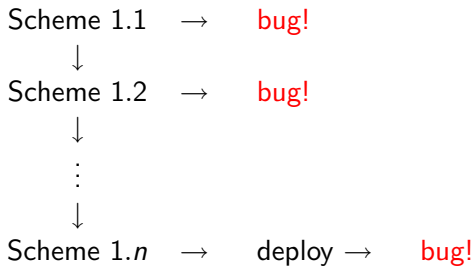 Scheme 1.1 → bug!
↓
Scheme 1.2 → bug!
↓
⋮
↓
Scheme 1.n → deploy → bug!